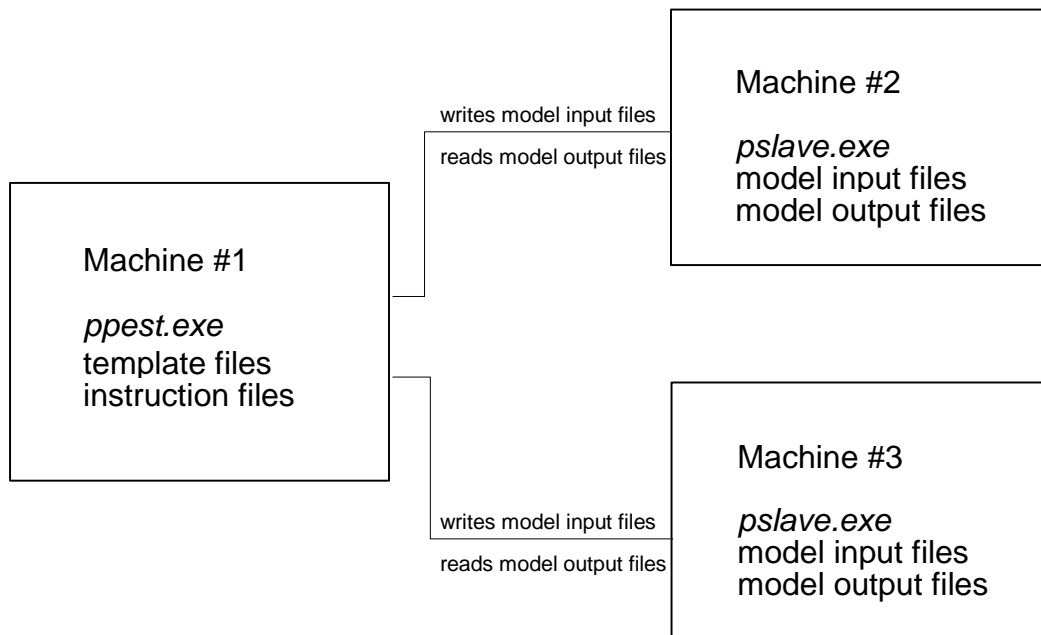 Machine #1
ppest.exe
template files
instruction files
writes model input files
reads model output files
Machine #2
pslave.exe
model input files
model output files
writes model input files
reads model output files
Machine #3
pslave.exe
model input files
model output files